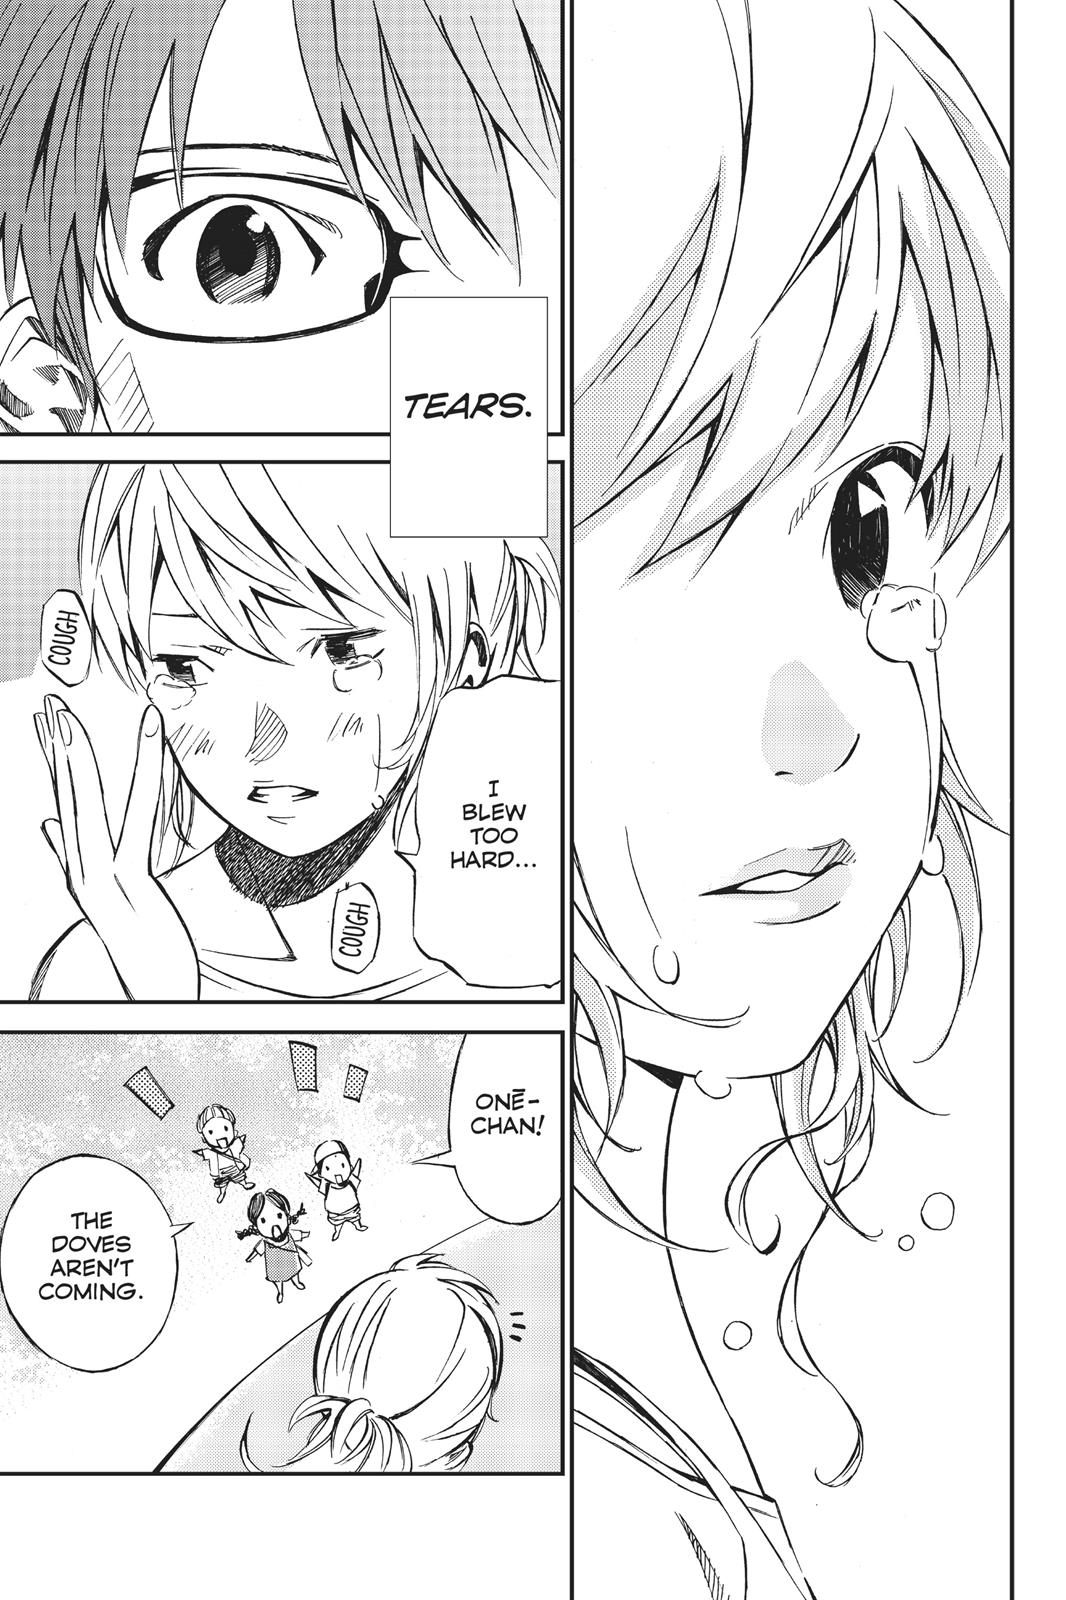 TEARS.
COUGH
I
BLEW
TOO
HARD...
COUGH
ONĒ-
CHAN!
THE
DOVES
AREN'T
COMING.